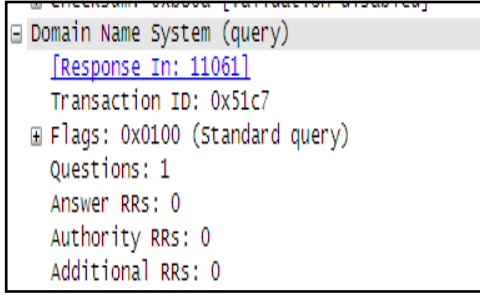 Domain Name System (query)
[Response In: 11061]
Transaction ID: 0x51c7
Flags: 0x0100 (Standard query)
Questions: 1
Answer RRs: 0
Authority RRs: 0
Additional RRs: 0